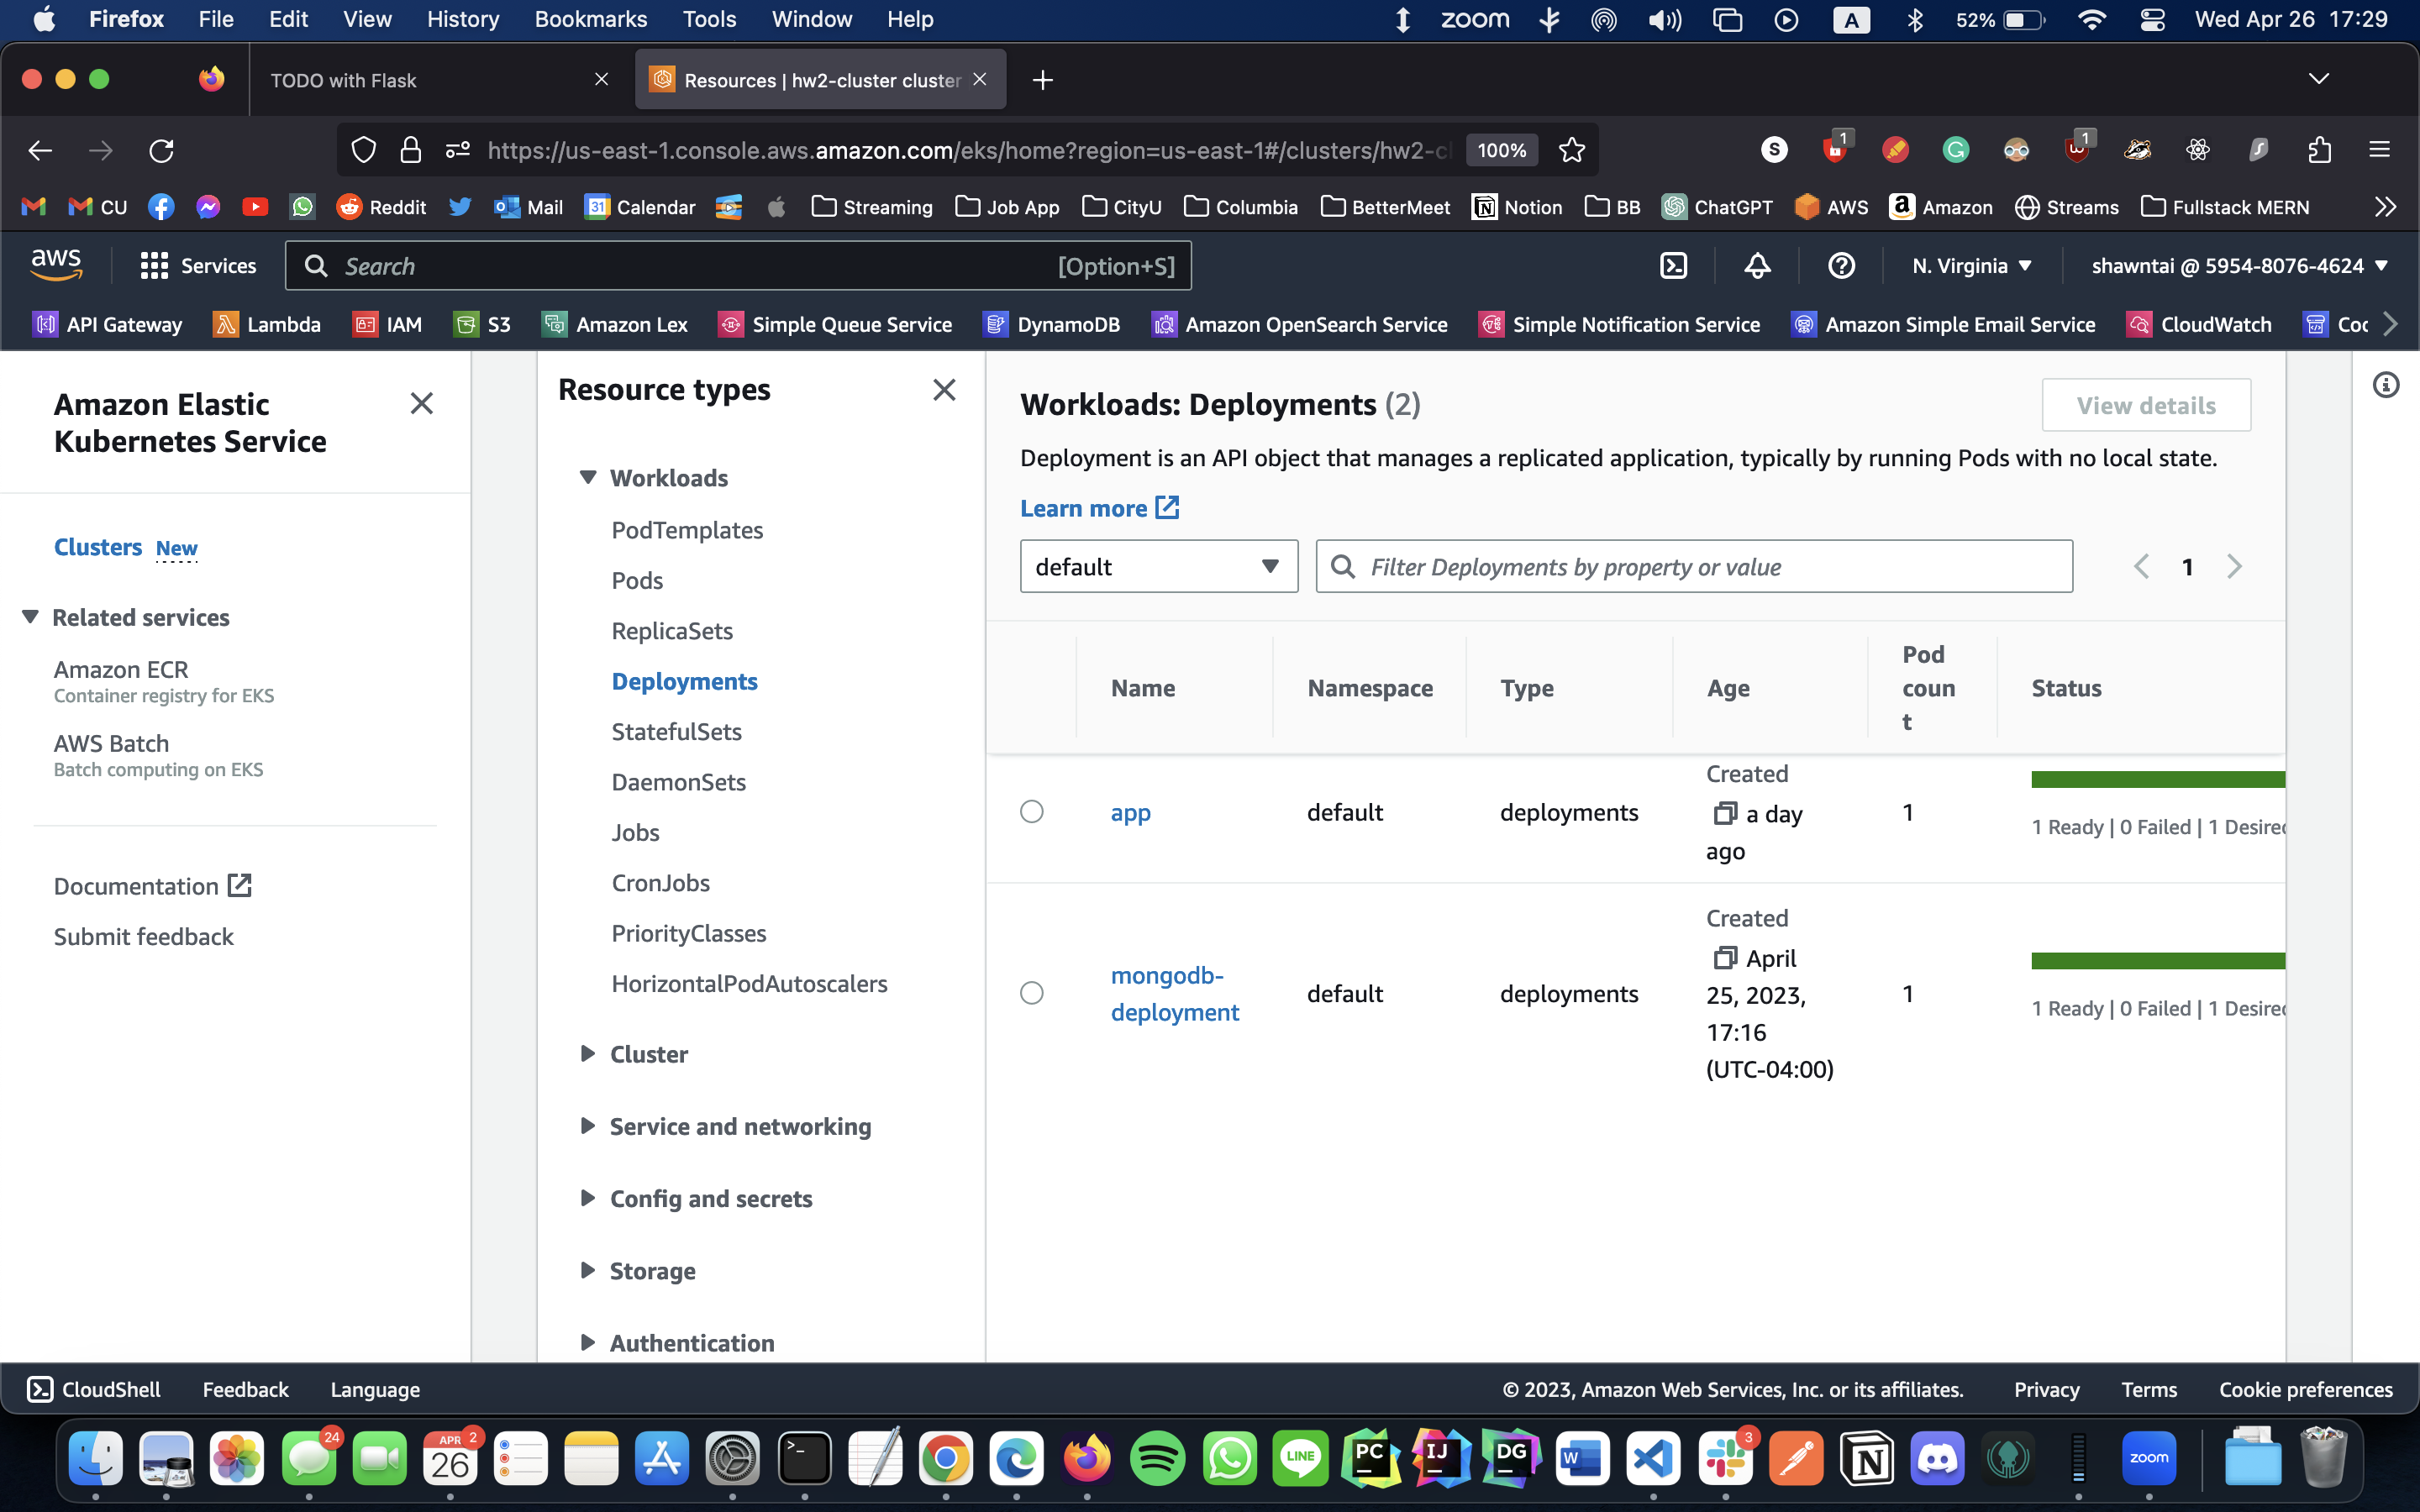 Firefox File Edit View History Bookmarks Tools Window Help zoom A 52% Wed Apr 26 17:29
TODO with Flask
Resources | hw2-cluster cluster
https://us-east-1.console.aws.amazon.com/eks/home?region=us-east-1#/clusters/hw2-c 100% S 1 1
CU Reddit Mail 31 Calendar Streaming Job App CityU Columbia BetterMeet Notion BB ChatGPT AWS Amazon Streams Fullstack MERN
aws Services Search [Option+S] N. Virginia shawntai @ 5954-8076-4624
API Gateway Lambda IAM S3 Amazon Lex Simple Queue Service DynamoDB Amazon OpenSearch Service Simple Notification Service Amazon Simple Email Service CloudWatch
Amazon Elastic
Kubernetes Service
Clusters New
Related services
Amazon ECR
Container registry for EKS
AWS Batch
Batch computing on EKS
Documentation
Submit feedback
Resource types
Workloads
PodTemplates
Pods
ReplicaSets
Deployments
StatefulSets
DaemonSets
Jobs
CronJobs
PriorityClasses
HorizontalPodAutoscalers
Cluster
Service and networking
Config and secrets
Storage
Authentication
Workloads: Deployments (2)
View details
Deployment is an API object that manages a replicated application, typically by running Pods with no local state.
Learn more
default
Filter Deployments by property or value
1
Name Namespace Type Age
Pod
coun
t
Status
app default deployments
Created
a day
ago
1
1 Ready | 0 Failed | 1 Desired
mongodb-
deployment
default deployments
Created
April
25, 2023,
17:16
(UTC-04:00)
1
1 Ready | 0 Failed | 1 Desired
CloudShell Feedback Language © 2023, Amazon Web Services, Inc. or its affiliates. Privacy Terms Cookie preferences
24 APR 26 2 LINE PC IJ DG W 3 N zoom